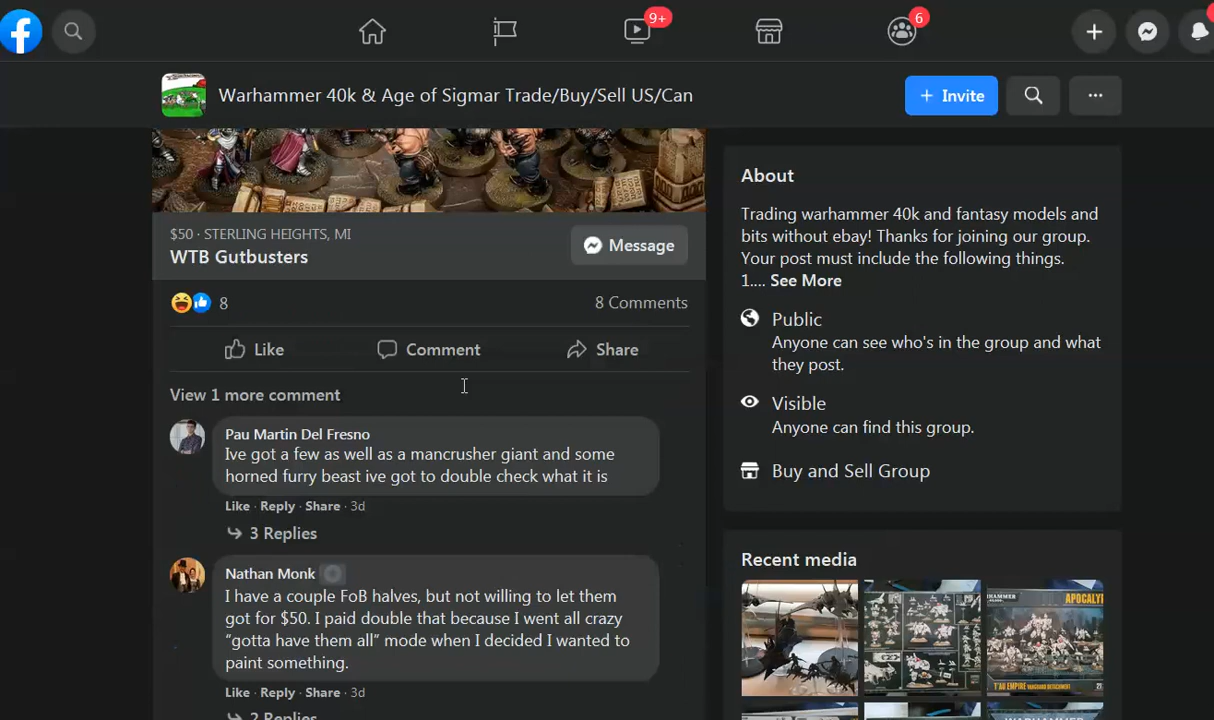 9+
6
Warhammer 40k & Age of Sigmar Trade/Buy/Sell US/Can
+ Invite
$50 · STERLING HEIGHTS, MI
WTB Gutbusters
Message
8
8 Comments
Like
Comment
Share
View 1 more comment
Pau Martin Del Fresno
Ive got a few as well as a mancrusher giant and some
horned furry beast ive got to double check what it is
Like · Reply · Share · 3d
3 Replies
Nathan Monk
I have a couple FoB halves, but not willing to let them
got for $50. I paid double that because I went all crazy
“gotta have them all” mode when I decided I wanted to
paint something.
Like · Reply · Share · 3d
2 Replies
About
Trading warhammer 40k and fantasy models and
bits without ebay! Thanks for joining our group.
Your post must include the following things.
1.... See More
Public
Anyone can see who's in the group and what
they post.
Visible
Anyone can find this group.
Buy and Sell Group
Recent media
APOCALY
T'AU EMPIRE VANGUARD DETACHMENT